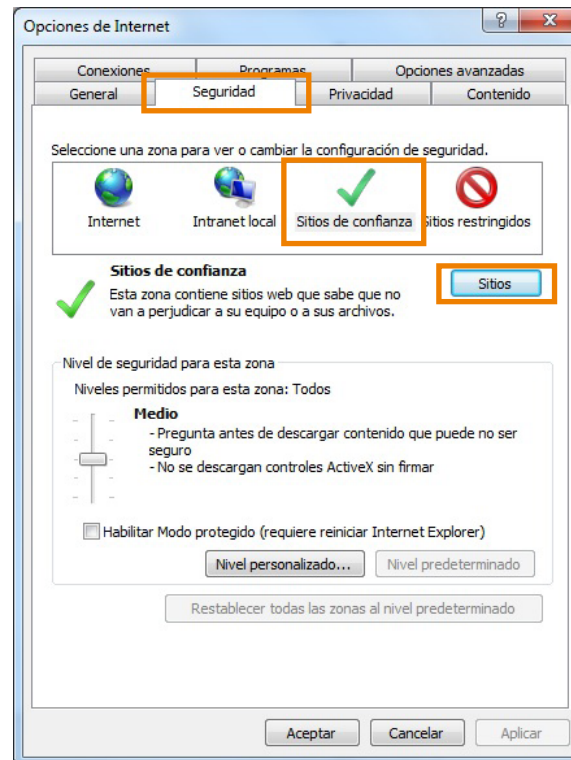 Opciones de Internet
Conexiones Programas Opciones avanzadas
General Seguridad Privacidad Contenido
Seleccione una zona para ver o cambiar la configuración de seguridad.
Internet Intranet local Sitios de confianza Sitios restringidos
Sitios de confianza
Esta zona contiene sitios web que sabe que no
van a perjudicar a su equipo o a sus archivos.
Sitios
Nivel de seguridad para esta zona
Niveles permitidos para esta zona: Todos
Medio
- Pregunta antes de descargar contenido que puede no ser
seguro
- No se descargan controles ActiveX sin firmar
Habilitar Modo protegido (requiere reiniciar Internet Explorer)
Nivel personalizado... Nivel predeterminado
Restablecer todas las zonas al nivel predeterminado
Aceptar Cancelar Aplicar